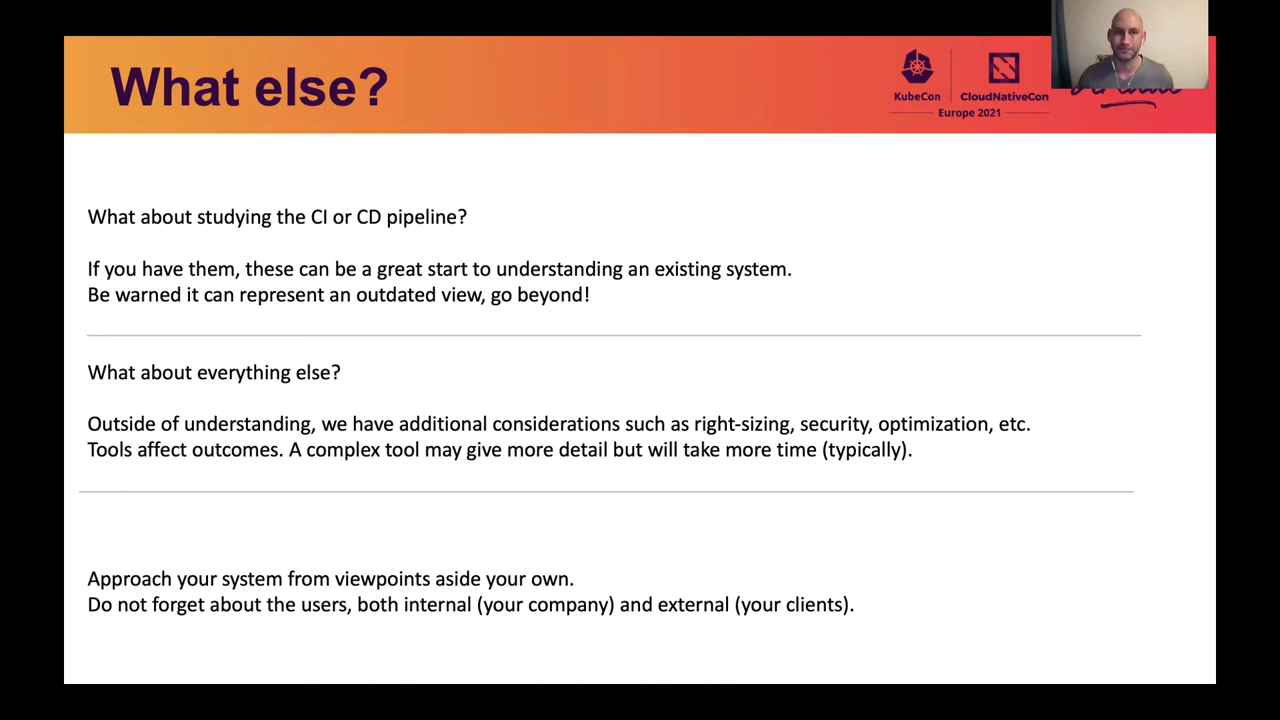 What else?
KubeCon
CloudNativeCon
Europe 2021
What about studying the CI or CD pipeline?
If you have them, these can be a great start to understanding an existing system.
Be warned it can represent an outdated view, go beyond!
What about everything else?
Outside of understanding, we have additional considerations such as right-sizing, security, optimization, etc.
Tools affect outcomes. A complex tool may give more detail but will take more time (typically).
Approach your system from viewpoints aside your own.
Do not forget about the users, both internal (your company) and external (your clients).